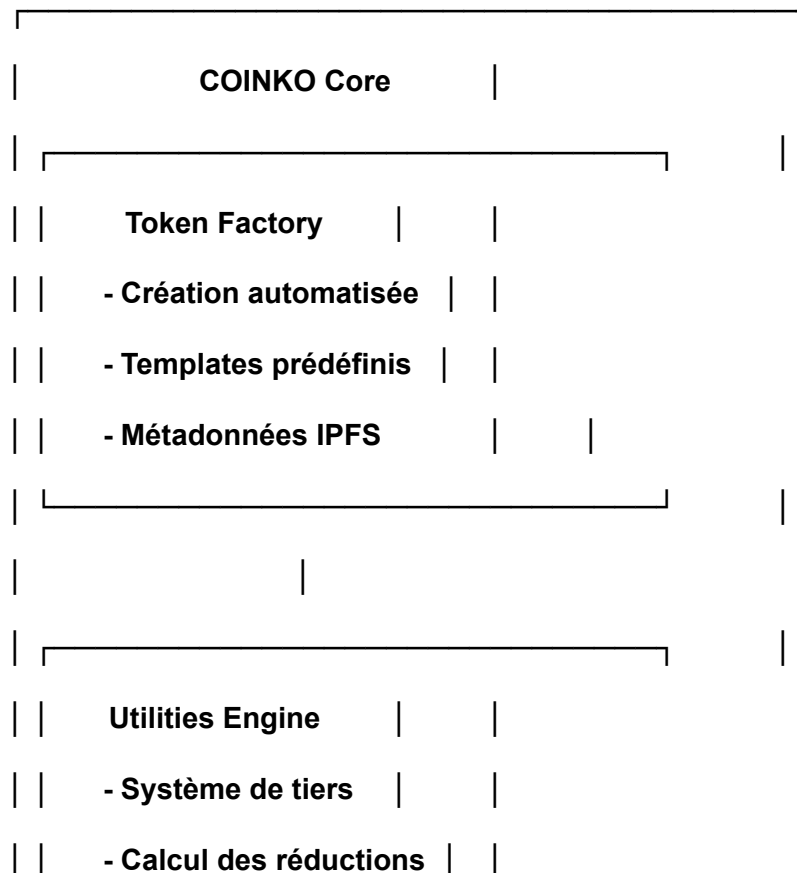 COINKO Core
Token Factory
- Création automatisée
- Templates prédéfinis
- Métadonnées IPFS
Utilities Engine
- Système de tiers
- Calcul des réductions